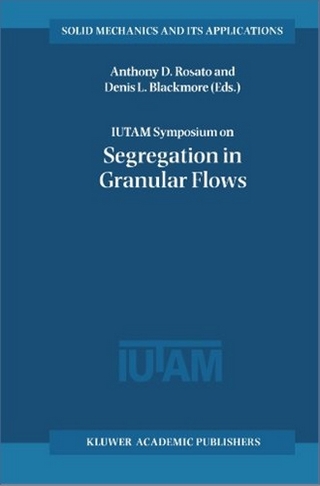 SOLID MECHANICS AND ITS APPLICATIONS
Anthony D. Rosato and
Denis L. Blackmore (Eds.)
IUTAM Symposium on
Segregation in
Granular Flows
IUTAM
KLUWER ACADEMIC PUBLISHERS